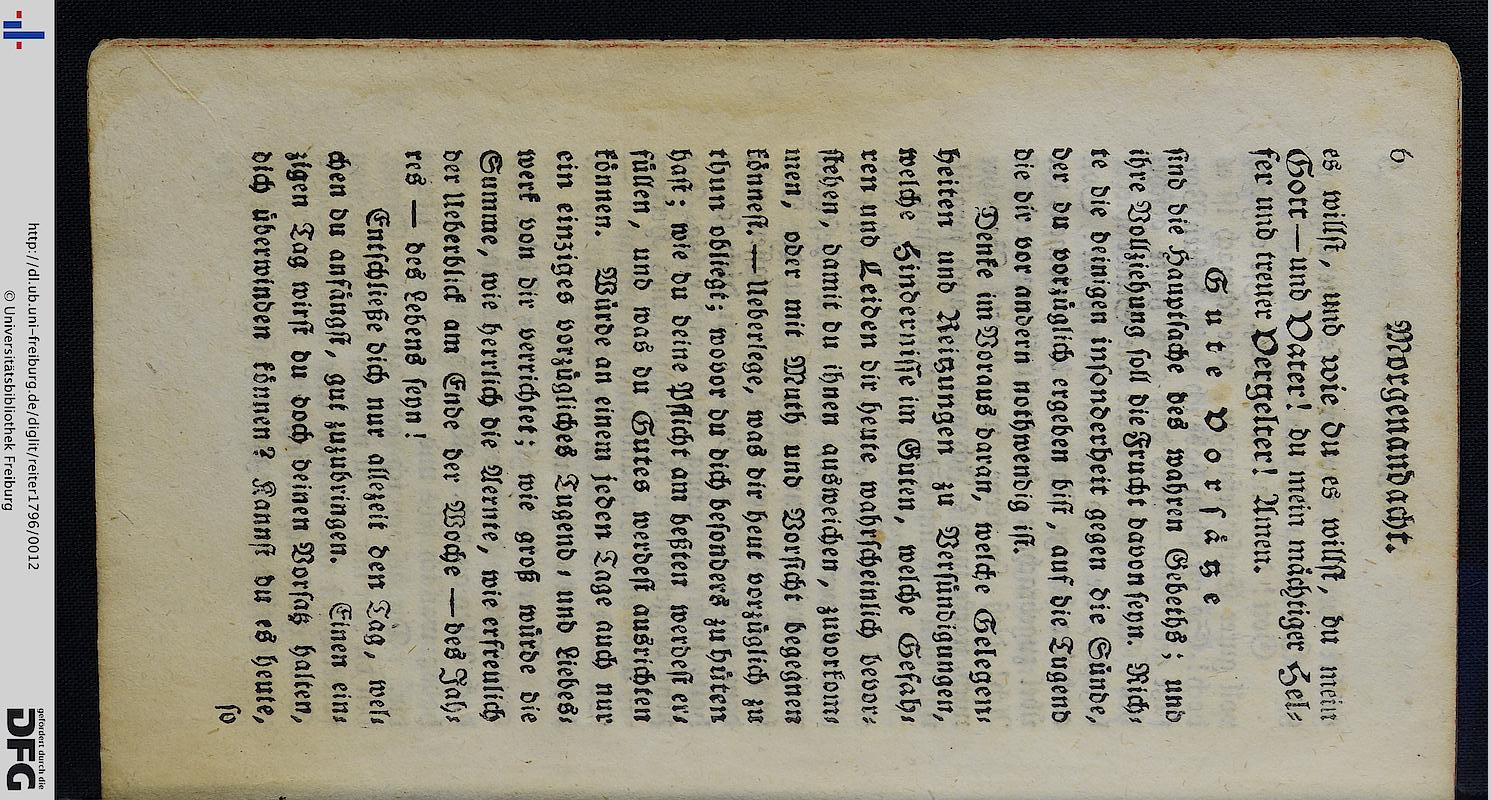 6
Morgenandacht.
es willſt, und wie du es willſt, du mein
Gott — und Vater! du mein mächtiger Hel⸗
fer und treuer Vergelter! Amen.
Gute Vorſätze
ſind die Hauptſache des wahren Gebeths; und
ihre Vollziehung ſoll die Frucht davon ſeyn. Rich⸗
te die deinigen inſonderheit gegen die Sünde,
der du vorzüglich ergeben biſt, auf die Tugend
die dir vor andern nothwendig iſt.
Denke in Voraus daran, welche Gelegen⸗
heiten und Reizungen zu Verſündigungen,
welche Hinderniſſe im Guten, welche Gefah⸗
ren und Leiden dir heute wahrſcheinlich bevor⸗
ſtehen, damit du ihnen ausweichen, zuvorkom⸗
men, oder mit Muth und Vorſicht begegnen
könneſt — Ueberlege, was dir heut vorzüglich zu
thun obliegt; wovor du dich beſonders zu hüten
haſt; wie du deine Pflicht am beßten werdeſt er⸗
füllen, und was du Gutes werdeſt ausrichten
können. Würde an einem jeden Tage auch nur
ein einziges vorzügliches Tugend⸗ und Liebes⸗
werk von dir verrichtet; wie groß würde die
Summe, wie herrlich die Aernte, wie erfreulich
der Ueberblick am Ende der Woche — des Jah⸗
res — des Lebens ſeyn!
Entſchließe dich nur allezeit den Tag, wel⸗
chen du anfängſt, gut zuzubringen. Einen ein⸗
zigen Tag wirſt du doch deinen Vorſatz halten,
dich überwinden können? Kannſt du es heute,
ſo
http://dl.ub.uni-freiburg.de/diglit/reiter1796/0012
© Universitätsbibliothek Freiburg
gefördert durch die
DFG